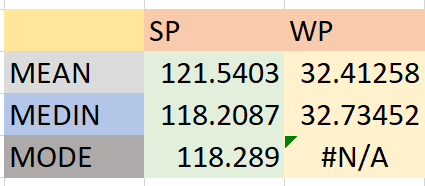 SP WP
MEAN 121.5403 32.41258
MEDIN 118.2087 32.73452
MODE 118.289 #N/A